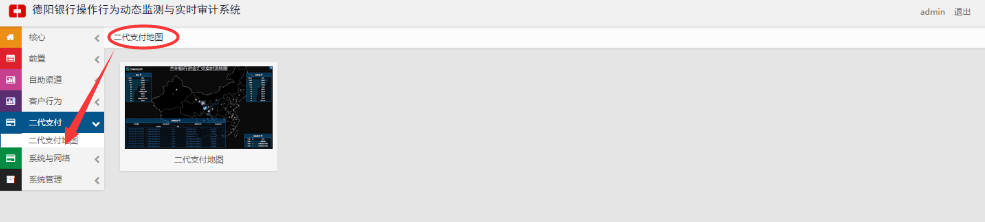 德阳银行操作行为动态监测与实时审计系统
admin 退出
核心
前置
自助渠道
客户行为
二代支付
二代支付地图
系统与网络
系统管理
二代支付地图
二代支付地图